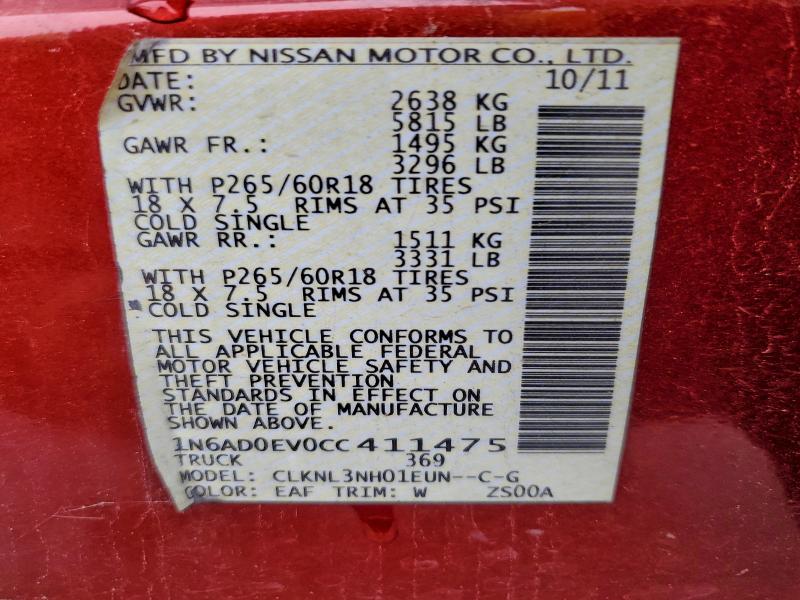 MFD BY NISSAN MOTOR CO., LTD.
DATE: 10/11
GVWR: 2638 KG
5815 LB
GAWR FR.: 1495 KG
3296 LB
WITH P265/60R18 TIRES
18 X 7.5 RIMS AT 35 PSI
COLD SINGLE
GAWR RR.: 1511 KG
3331 LB
WITH P265/60R18 TIRES
18 X 7.5 RIMS AT 35 PSI
COLD SINGLE
THIS VEHICLE CONFORMS TO
ALL APPLICABLE FEDERAL
MOTOR VEHICLE SAFETY AND
THEFT PREVENTION
STANDARDS IN EFFECT ON
THE DATE OF MANUFACTURE
SHOWN ABOVE.
1N6AD0EV0CC411475
TRUCK 369
MODEL: CLKNL3NH01EUN--C-G
COLOR: EAF TRIM: W ZS00A